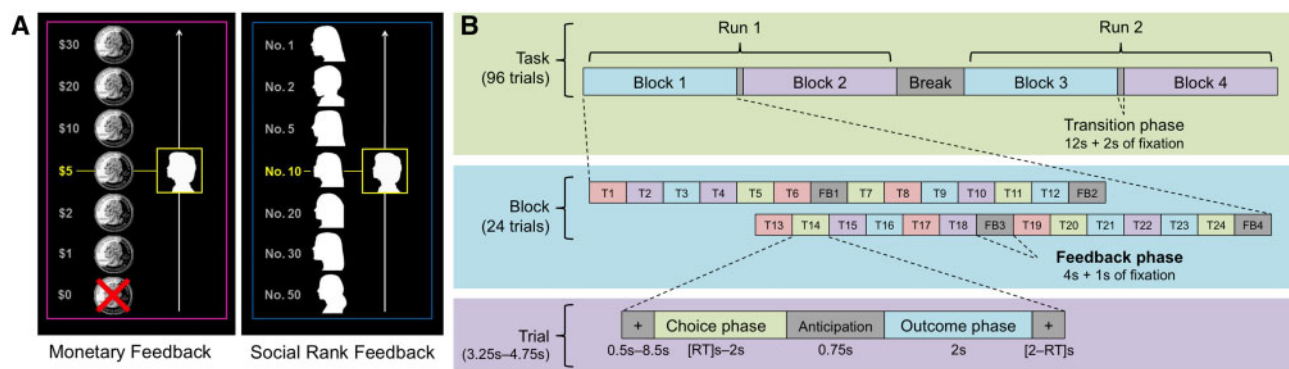 A
$30
$20
$10
$5
$2
$1
$0
Monetary Feedback
No. 1
No. 2
No. 5
No. 10
No. 20
No. 30
No. 50
Social Rank Feedback
B
Run 1
Run 2
Task
(96 trials)
Block 1
Block 2
Break
Block 3
Block 4
Transition phase
12s + 2s of fixation
Block
(24 trials)
T1 T2 T3 T4 T5 T6 FB1 T7 T8 T9 T10 T11 T12 FB2
T13 T14 T15 T16 T17 T18 FB3 T19 T20 T21 T22 T23 T24 FB4
Feedback phase
4s + 1s of fixation
Trial
(3.25s–4.75s)
+ Choice phase Anticipation Outcome phase +
0.5s–8.5s [RT]s–2s 0.75s 2s [2–RT]s